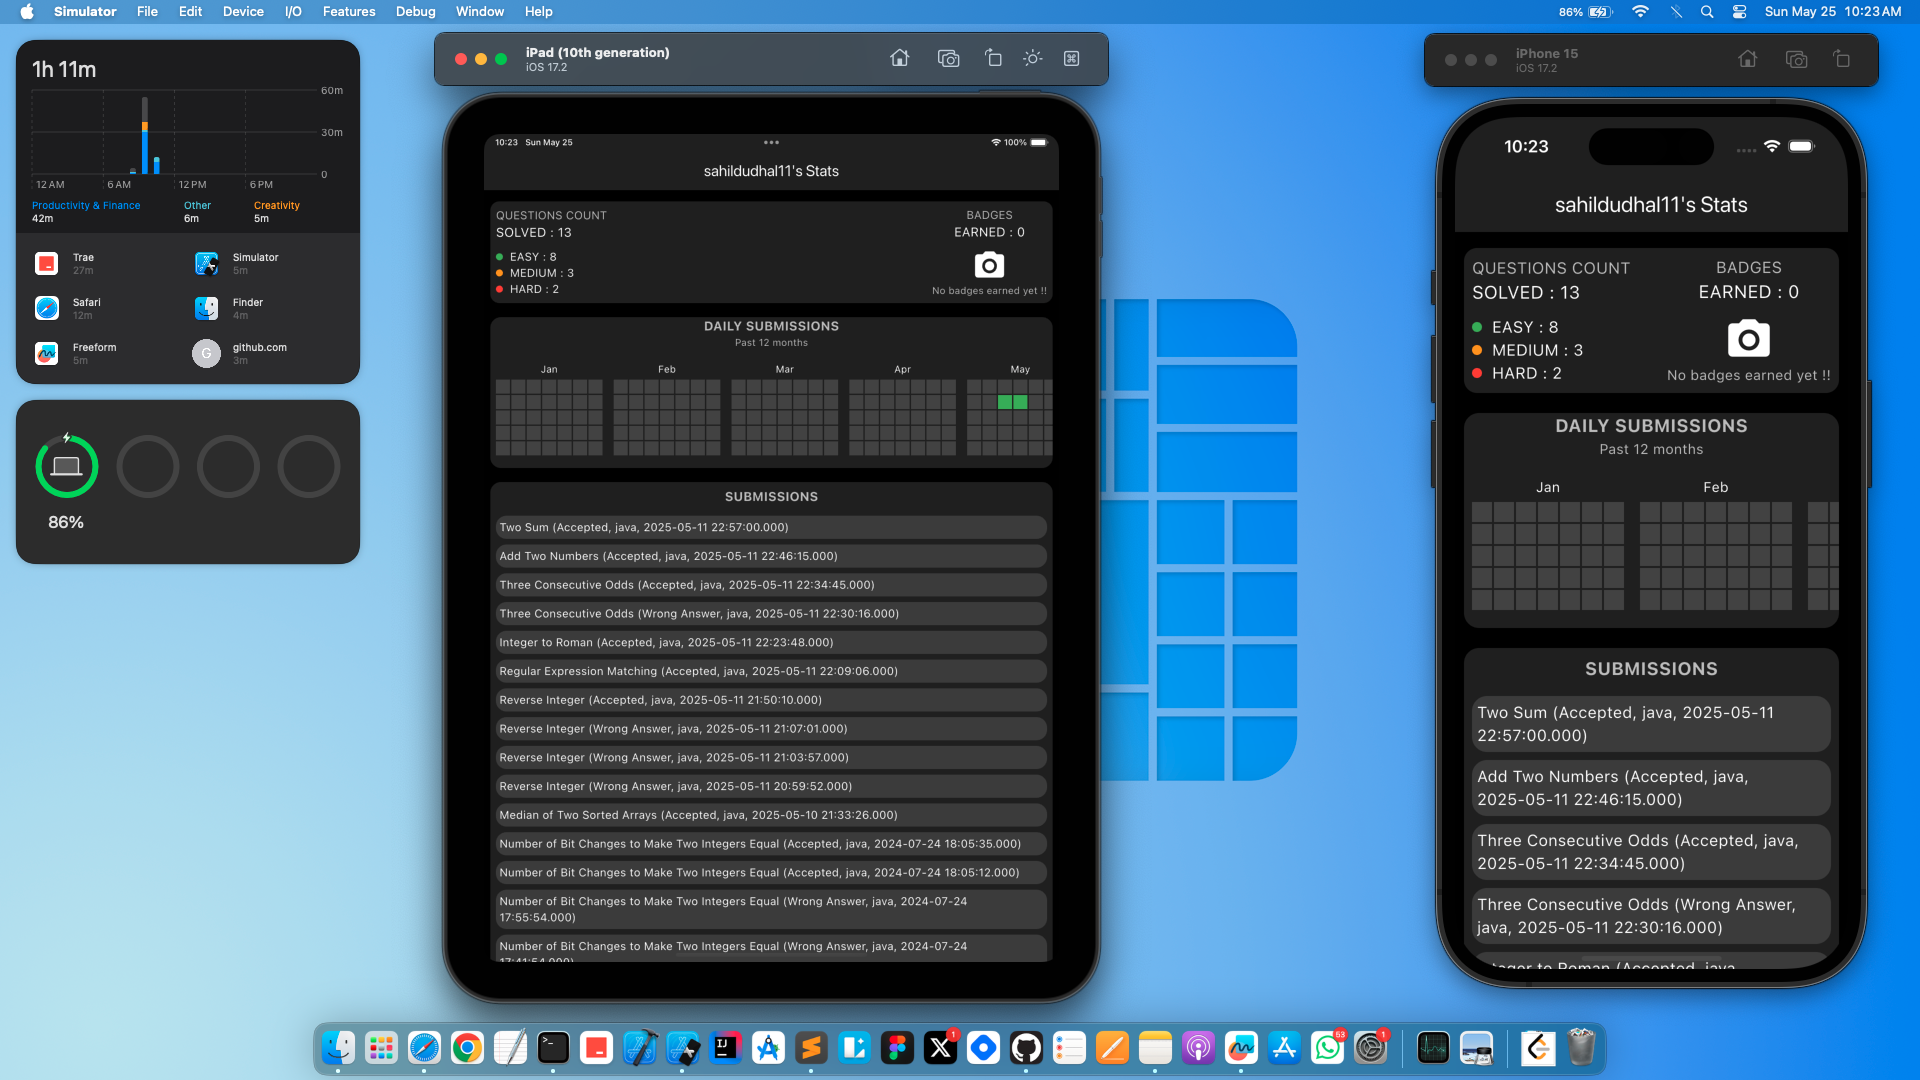 Simulator File Edit Device I/O Features Debug Window Help
86% Sun May 25 10:23 AM
1h 11m
60m
30m
0
12 AM 6 AM 12 PM 6 PM
Productivity & Finance Other Creativity
42m 6m 5m
Trae
27m
Simulator
5m
Safari
12m
Finder
4m
Freeform
5m
G
github.com
3m
86%
iPad (10th generation)
iOS 17.2
10:23 Sun May 25
100%
sahildudhal11's Stats
QUESTIONS COUNT
SOLVED : 13
EASY : 8
MEDIUM : 3
HARD : 2
BADGES
EARNED : 0
No badges earned yet !!
DAILY SUBMISSIONS
Past 12 months
Jan Feb Mar Apr May
SUBMISSIONS
Two Sum (Accepted, java, 2025-05-11 22:57:00.000)
Add Two Numbers (Accepted, java, 2025-05-11 22:46:15.000)
Three Consecutive Odds (Accepted, java, 2025-05-11 22:34:45.000)
Three Consecutive Odds (Wrong Answer, java, 2025-05-11 22:30:16.000)
Integer to Roman (Accepted, java, 2025-05-11 22:23:48.000)
Regular Expression Matching (Accepted, java, 2025-05-11 22:09:06.000)
Reverse Integer (Accepted, java, 2025-05-11 21:50:10.000)
Reverse Integer (Wrong Answer, java, 2025-05-11 21:07:01.000)
Reverse Integer (Wrong Answer, java, 2025-05-11 21:03:57.000)
Reverse Integer (Wrong Answer, java, 2025-05-11 20:59:52.000)
Median of Two Sorted Arrays (Accepted, java, 2025-05-10 21:33:26.000)
Number of Bit Changes to Make Two Integers Equal (Accepted, java, 2024-07-24 18:05:35.000)
Number of Bit Changes to Make Two Integers Equal (Accepted, java, 2024-07-24 18:05:12.000)
Number of Bit Changes to Make Two Integers Equal (Wrong Answer, java, 2024-07-24
17:55:54.000)
Number of Bit Changes to Make Two Integers Equal (Wrong Answer, java, 2024-07-24
17:41:54.000)
iPhone 15
iOS 17.2
10:23
sahildudhal11's Stats
QUESTIONS COUNT
SOLVED : 13
EASY : 8
MEDIUM : 3
HARD : 2
BADGES
EARNED : 0
No badges earned yet !!
DAILY SUBMISSIONS
Past 12 months
Jan Feb
SUBMISSIONS
Two Sum (Accepted, java, 2025-05-11
22:57:00.000)
Add Two Numbers (Accepted, java,
2025-05-11 22:46:15.000)
Three Consecutive Odds (Accepted, java,
2025-05-11 22:34:45.000)
Three Consecutive Odds (Wrong Answer,
java, 2025-05-11 22:30:16.000)
Integer to Roman (Accepted, java,
IJ
1
53
1